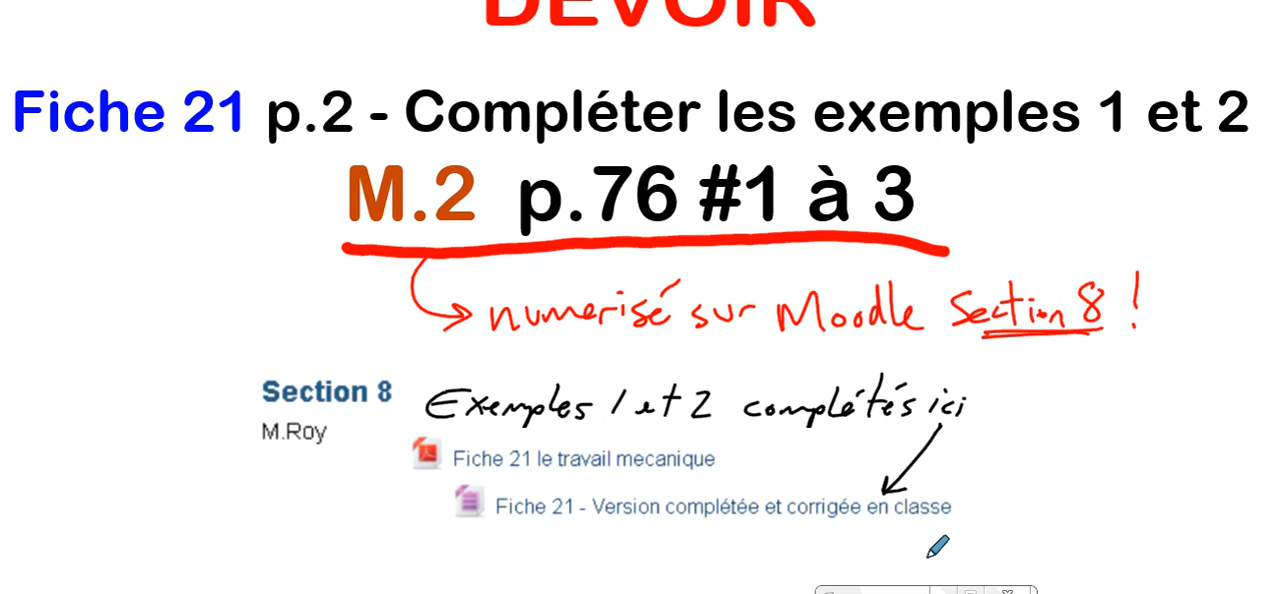 DEVOIR
Fiche 21 p.2 - Compléter les exemples 1 et 2
M.2 p.76 #1 à 3
numerisé sur Moodle Section 8 !
Section 8
Exemples 1 et 2 complétés ici
M.Roy
Fiche 21 le travail mecanique
Fiche 21 - Version complétée et corrigée en classe